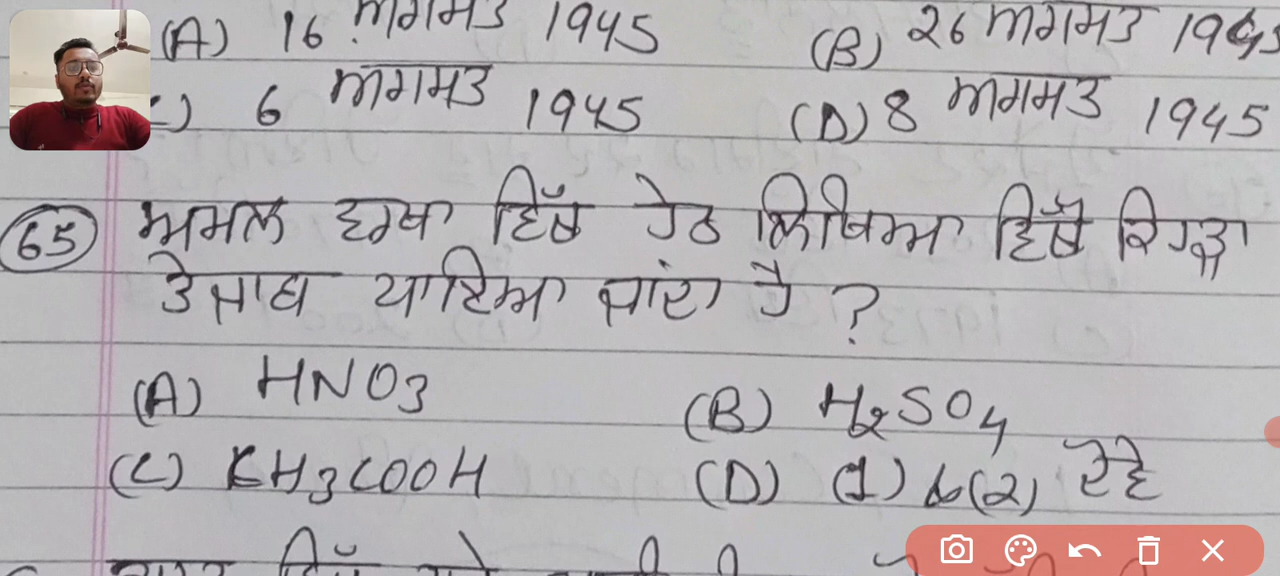 (A) 16 ਅਗਸਤ 1945 (B) 26 ਅਗਸਤ 1945
) 6 ਅਗਸਤ 1945 (D) 8 ਅਗਸਤ 1945
65 ਅਮਲ ਵਰਖਾ ਵਿੱਚ ਹੇਠ ਲਿਖਿਆ ਵਿੱਚੋਂ ਕਿਹੜਾ
ਤੇਜਾਬ ਪਾਇਆ ਜਾਂਦਾ ਹੈ ?
(A) HNO3 (B) H2SO4
(C) CH3COOH (D) (1) & (2) ਦੋਵੇ